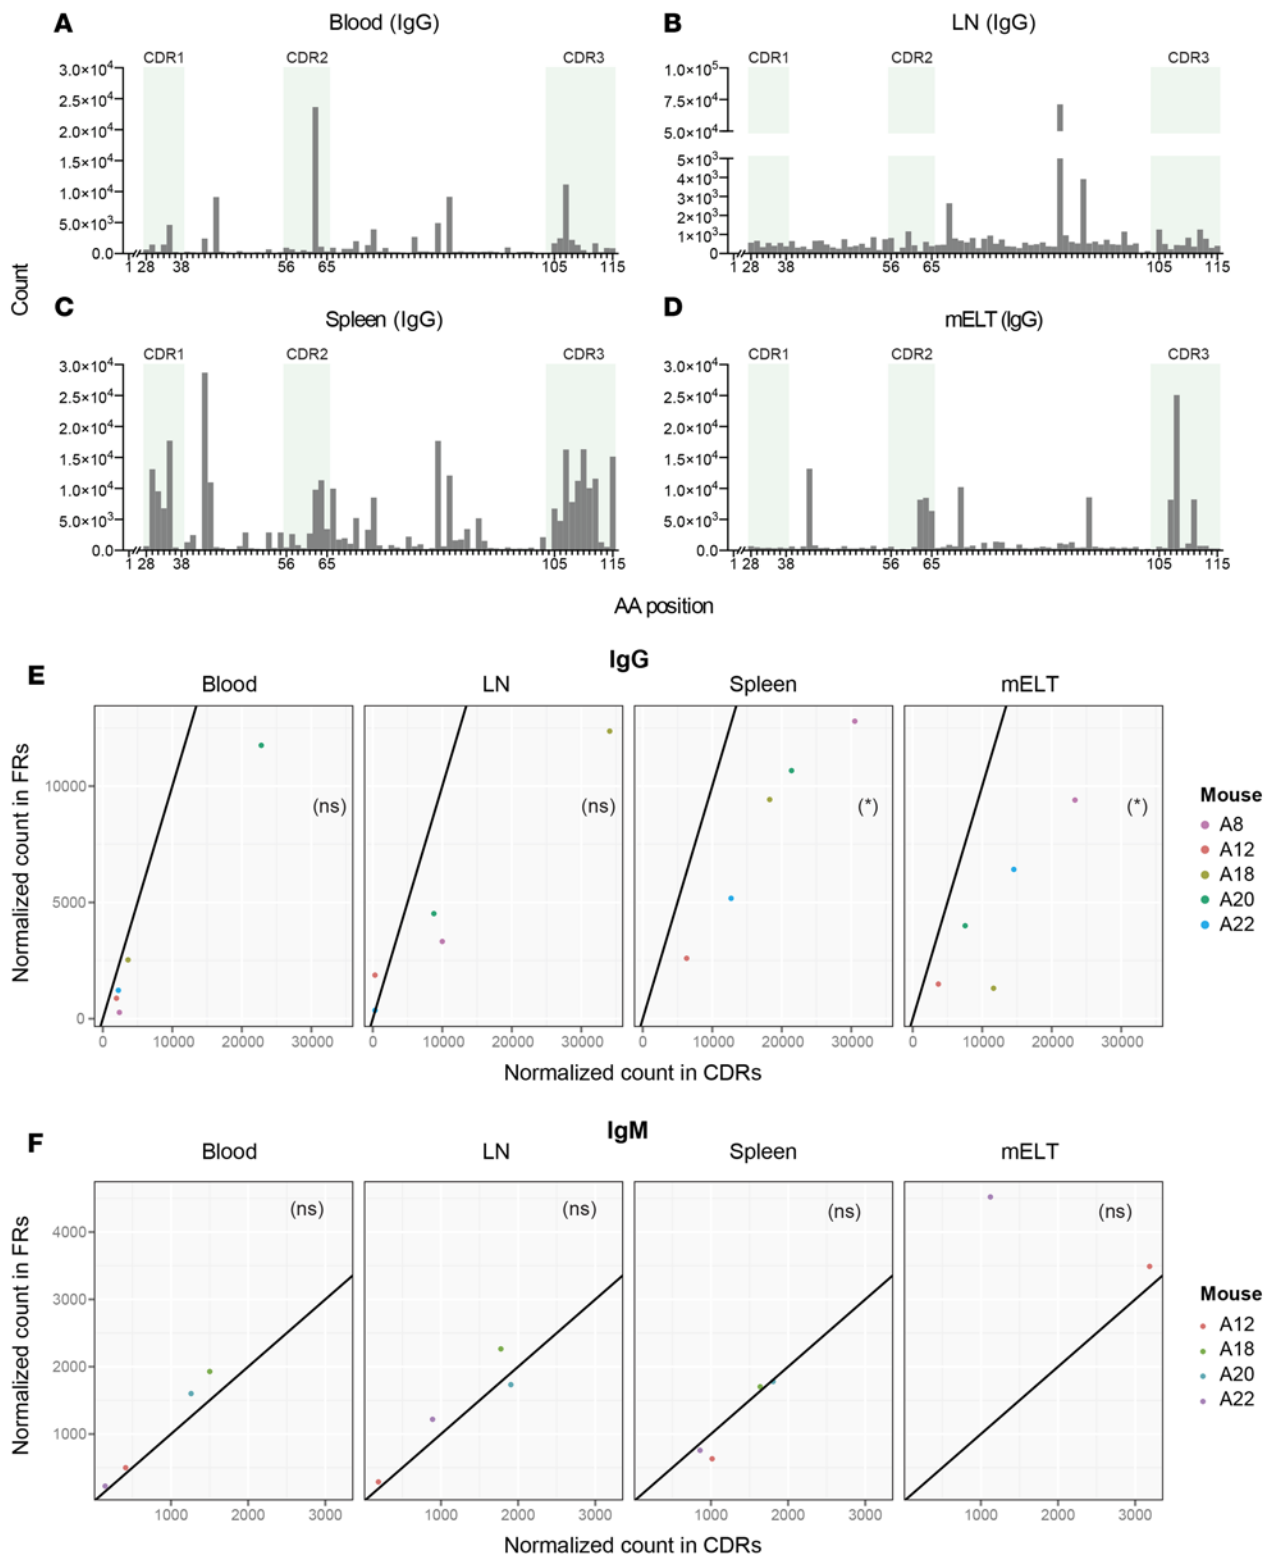 A Blood (IgG)
CDR1 CDR2 CDR3
3.0×10⁴
2.5×10⁴
2.0×10⁴
1.5×10⁴
1.0×10⁴
5.0×10³
0.0
1 28 38 56 65 105 115
B LN (IgG)
CDR1 CDR2 CDR3
1.0×10⁵
7.5×10⁴
5.0×10⁴
5×10³
4×10³
3×10³
2×10³
1×10³
0.0
1 28 38 56 65 105 115
Count
C Spleen (IgG)
CDR1 CDR2 CDR3
3.0×10⁴
2.5×10⁴
2.0×10⁴
1.5×10⁴
1.0×10⁴
5.0×10³
0.0
1 28 38 56 65 105 115
D mELT (IgG)
CDR1 CDR2 CDR3
3.0×10⁴
2.5×10⁴
2.0×10⁴
1.5×10⁴
1.0×10⁴
5.0×10³
0.0
1 28 38 56 65 105 115
AA position
E IgG
Blood LN Spleen mELT
Normalized count in FRs
10000
5000
0
(ns) (ns) (*) (*)
0 10000 20000 30000 0 10000 20000 30000 0 10000 20000 30000 0 10000 20000 30000
Normalized count in CDRs
Mouse
A8
A12
A18
A20
A22
F IgM
Blood LN Spleen mELT
Normalized count in FRs
4000
3000
2000
1000
(ns) (ns) (ns) (ns)
1000 2000 3000 1000 2000 3000 1000 2000 3000 1000 2000 3000
Normalized count in CDRs
Mouse
A12
A18
A20
A22